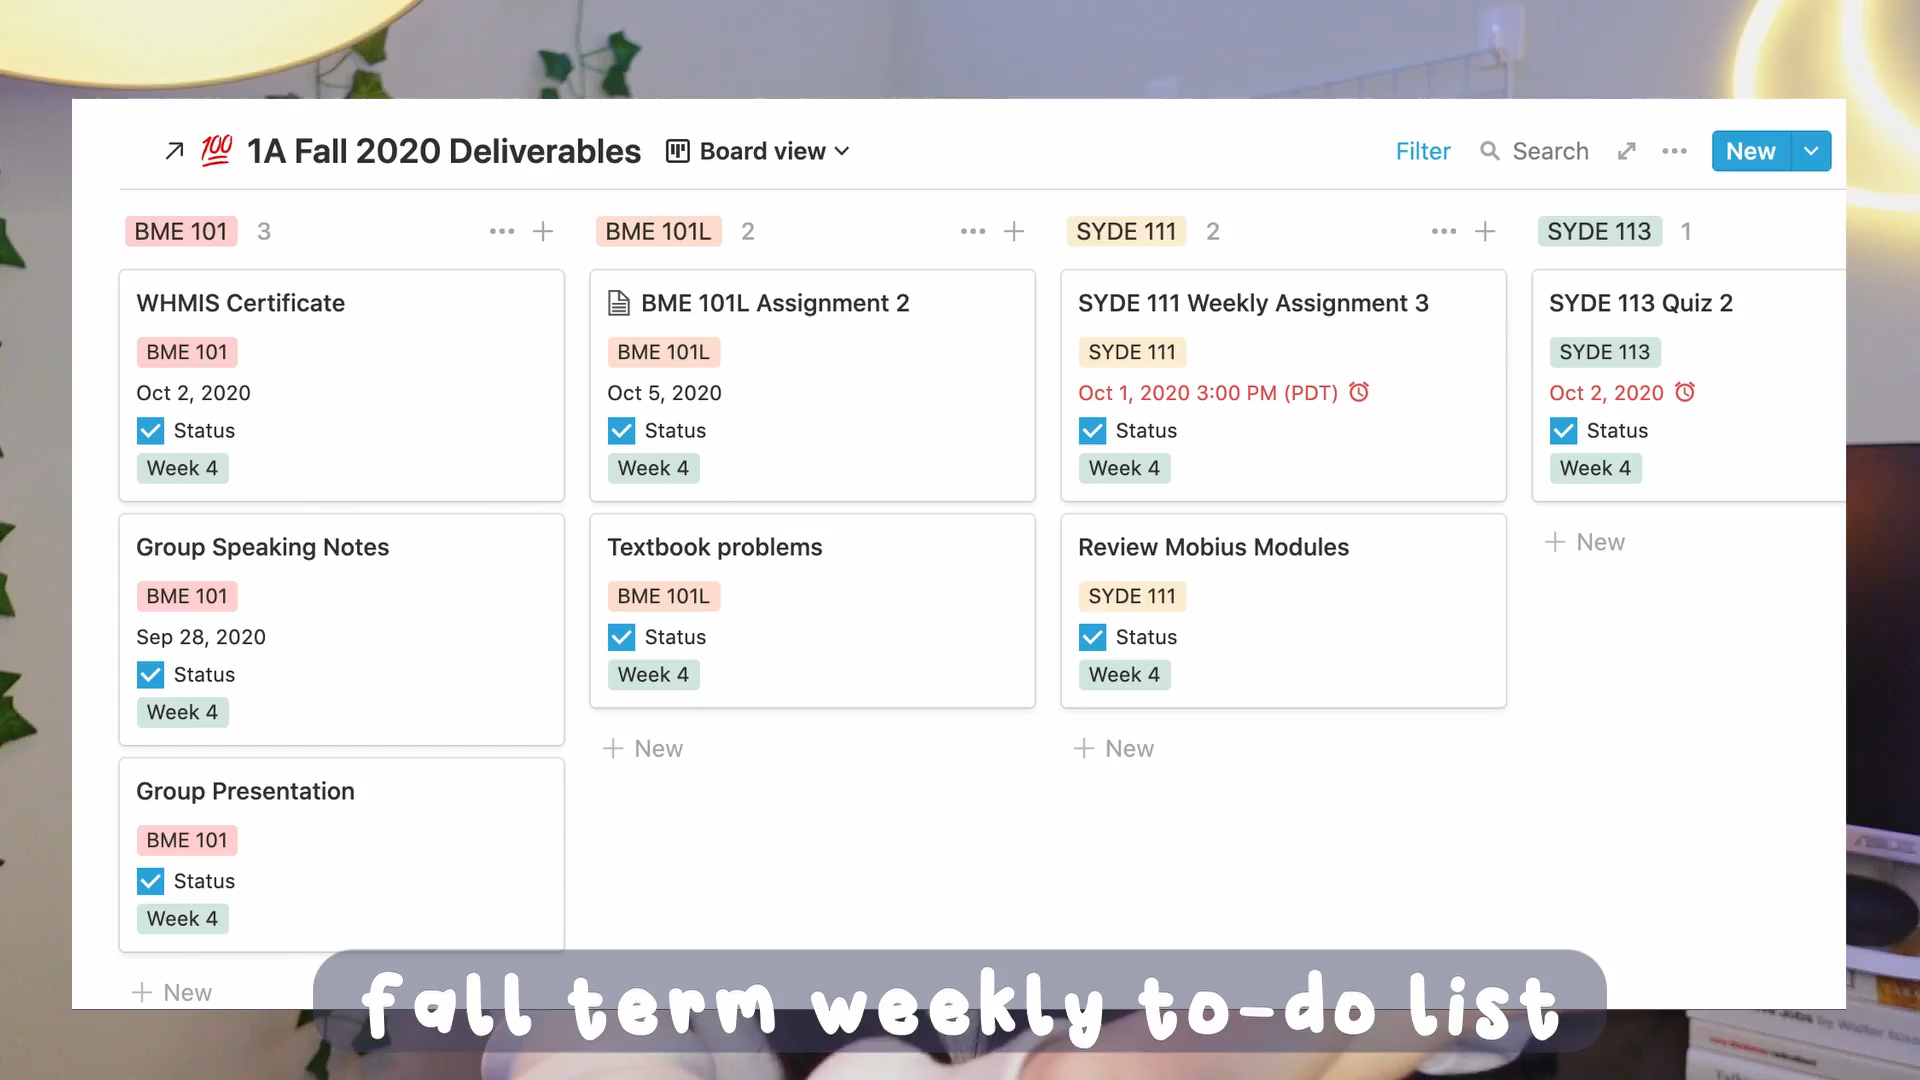 💯 1A Fall 2020 Deliverables Board view
Filter Search New
BME 101 3
WHMIS Certificate
BME 101
Oct 2, 2020
Status
Week 4
Group Speaking Notes
BME 101
Sep 28, 2020
Status
Week 4
Group Presentation
BME 101
Status
Week 4
+ New
BME 101L 2
BME 101L Assignment 2
BME 101L
Oct 5, 2020
Status
Week 4
Textbook problems
BME 101L
Status
Week 4
+ New
SYDE 111 2
SYDE 111 Weekly Assignment 3
SYDE 111
Oct 1, 2020 3:00 PM (PDT)
Status
Week 4
Review Mobius Modules
SYDE 111
Status
Week 4
+ New
SYDE 113 1
SYDE 113 Quiz 2
SYDE 113
Oct 2, 2020
Status
Week 4
+ New
fall term weekly to-do list